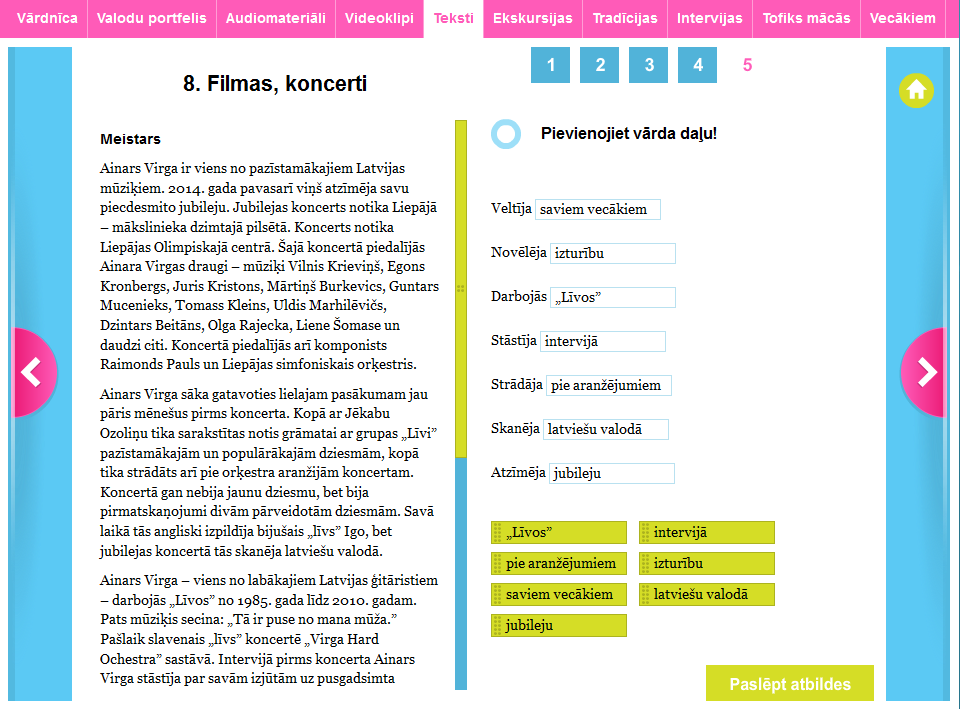 Vārdnīca Valodu portfelis Audiomateriāli Videoklipi Teksti Ekskursijas Tradīcijas Intervijas Tofiks mācās Vecākiem
8. Filmas, koncerti
1 2 3 4 5
Meistars
Ainars Virga ir viens no pazīstamākajiem Latvijas
mūziķiem. 2014. gada pavasarī viņš atzīmēja savu
piecdesmito jubileju. Jubilejas koncerts notika Liepājā
– mākslinieka dzimtajā pilsētā. Koncerts notika
Liepājas Olimpiskajā centrā. Šajā koncertā piedalījās
Ainara Virgas draugi – mūziķi Vilnis Krieviņš, Egons
Kronbergs, Juris Kristons, Mārtiņš Burkevics, Guntars
Mucenieks, Tomass Kleins, Uldis Marhilēvičs,
Dzintars Beitāns, Olga Rajecka, Liene Šomase un
daudzi citi. Koncertā piedalījās arī komponists
Raimonds Pauls un Liepājas simfoniskais orķestris.
Ainars Virga sāka gatavoties lielajam pasākumam jau
pāris mēnešus pirms koncerta. Kopā ar Jēkabu
Ozoliņu tika sarakstītas notis grāmatai ar grupas „Līvi”
pazīstamākajām un populārākajām dziesmām, kopā
tika strādāts arī pie orķestra aranžijām koncertam.
Koncertā gan nebija jaunu dziesmu, bet bija
pirmatskaņojumi divām pārveidotām dziesmām. Savā
laikā tās angliski izpildīja bijušais „līvs” Igo, bet
jubilejas koncertā tās skanēja latviešu valodā.
Ainars Virga – viens no labākajiem Latvijas ģitāristiem
– darbojās „Līvos” no 1985. gada līdz 2010. gadam.
Pats mūziķis secina: „Tā ir puse no mana mūža.”
Pašlaik slavenais „līvs” koncertē „Virga Hard
Ochestra” sastāvā. Intervijā pirms koncerta Ainars
Virga stāstīja par savām izjūtām uz pusgadsimta
Pievienojiet vārda daļu!
Veltīja saviem vecākiem
Novēlēja izturību
Darbojās „Līvos”
Stāstīja intervijā
Strādāja pie aranžējumiem
Skanēja latviešu valodā
Atzīmēja jubileju
„Līvos” intervijā
pie aranžējumiem izturību
saviem vecākiem latviešu valodā
jubileju
Paslēpt atbildes